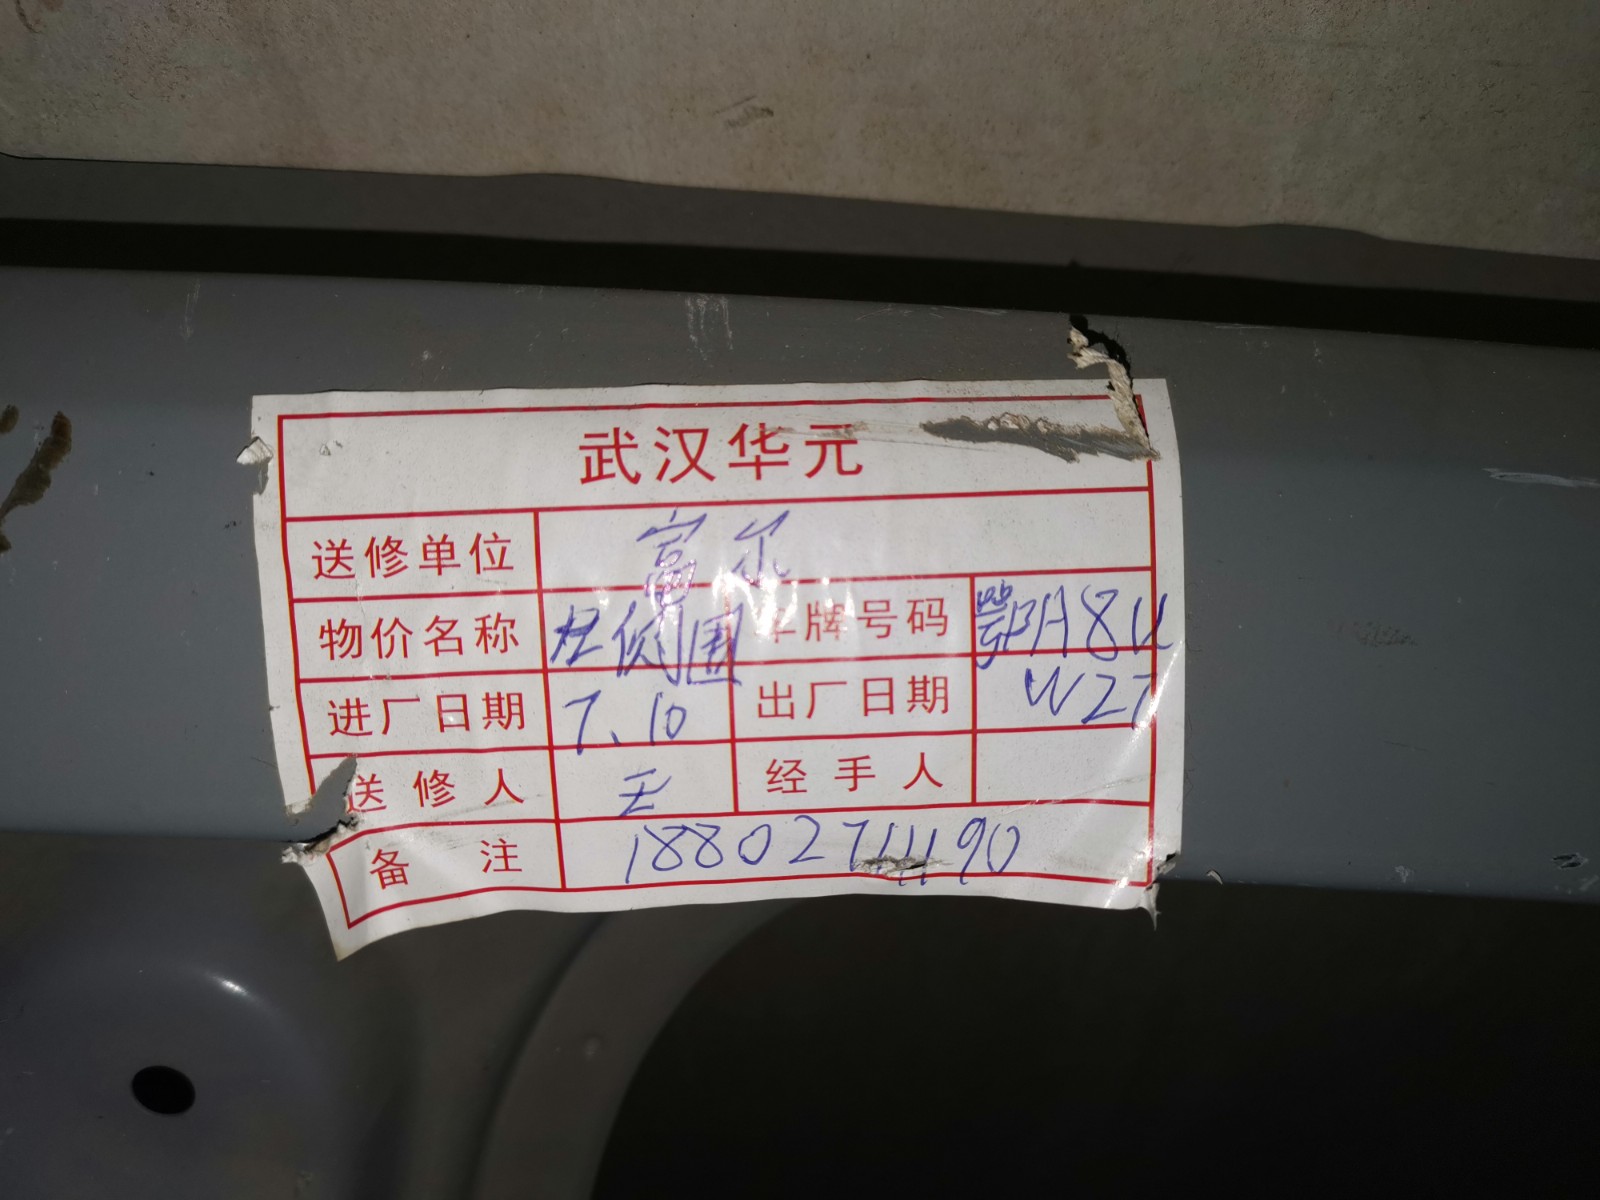 武汉华元
送修单位 富尔
物价名称 左侧围 车牌号码 鄂A8U
进厂日期 7.10 出厂日期 W27
送修人 王 经手人
备 注 18802711190